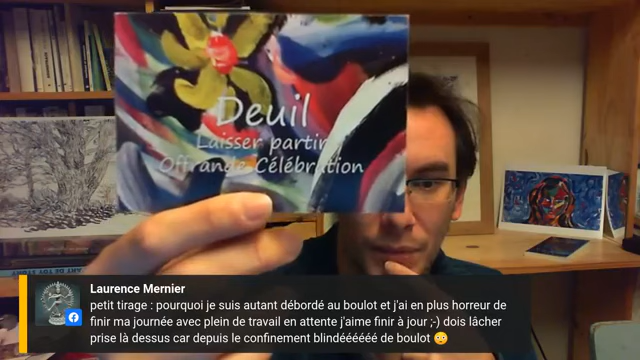 Deuil
Laisser partir
Offrande Célébration
Laurence Mernier
petit tirage : pourquoi je suis autant débordé au boulot et j'ai en plus horreur de
finir ma journée avec plein de travail en attente j'aime finir à jour ;-) dois lâcher
prise là dessus car depuis le confinement blindéééééé de boulot 😳